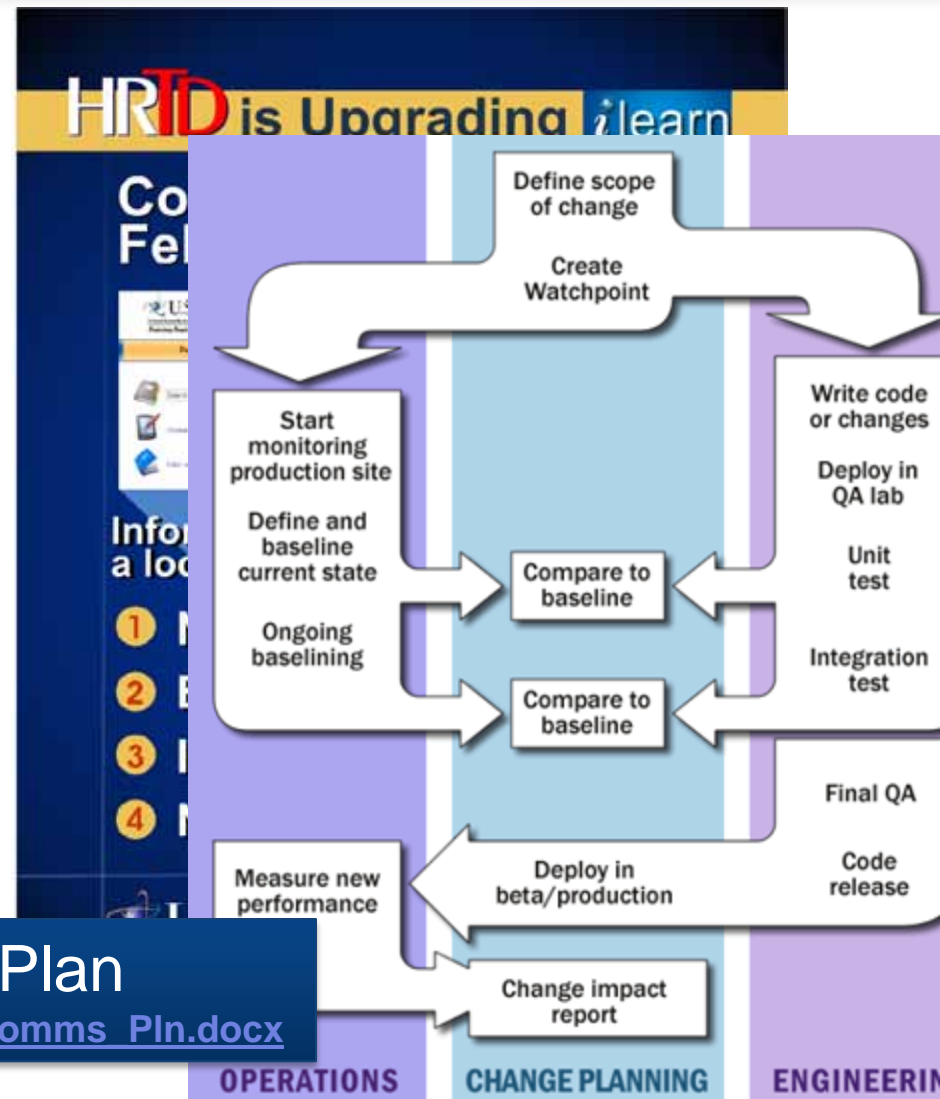 HRTD is Upgrading ilearn
Co
Fel
Infor
a loc
1
2
3
4
Define scope
of change
Create
Watchpoint
Start
monitoring
production site
Define and
baseline
current state
Ongoing
baselining
Compare to
baseline
Compare to
baseline
Write code
or changes
Deploy in
QA lab
Unit
test
Integration
test
Final QA
Code
release
Deploy in
beta/production
Measure new
performance
Change impact
report
OPERATIONS
CHANGE PLANNING
ENGINEERIN
Plan
omms_Pln.docx